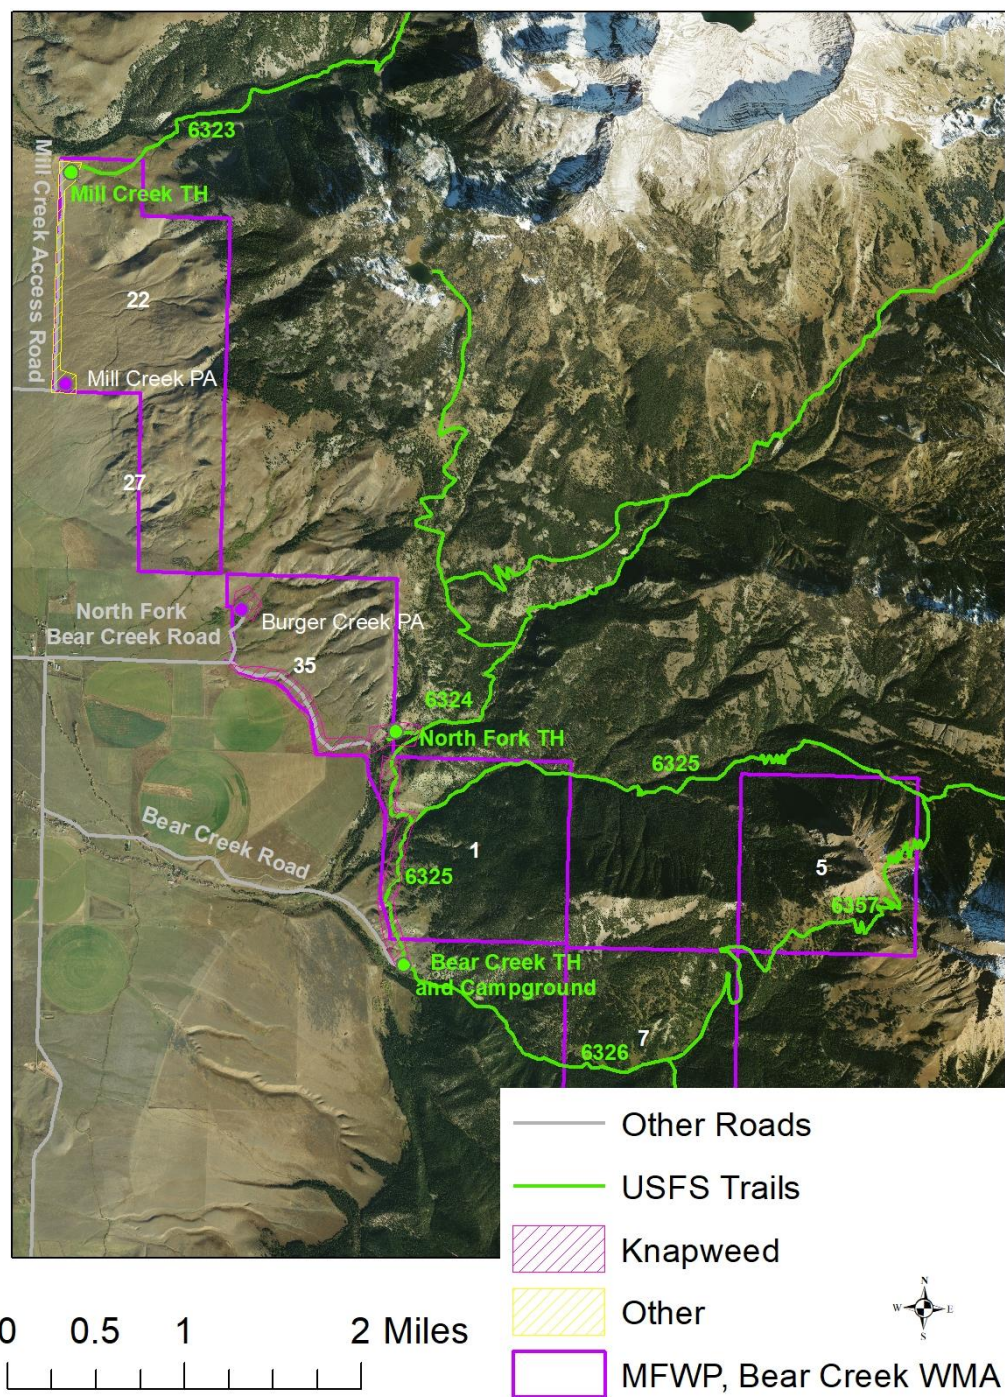 6323
Mill Creek TH
Mill Creek Access Road
22
Mill Creek PA
27
North Fork
Bear Creek Road
Burger Creek PA
35
6324
North Fork TH
6325
Bear Creek Road
1
5
6325
6357
Bear Creek TH
and Campground
7
6326
Other Roads
USFS Trails
Knapweed
Other
MFWP, Bear Creek WMA
N
W E
S
0 0.5 1 2 Miles